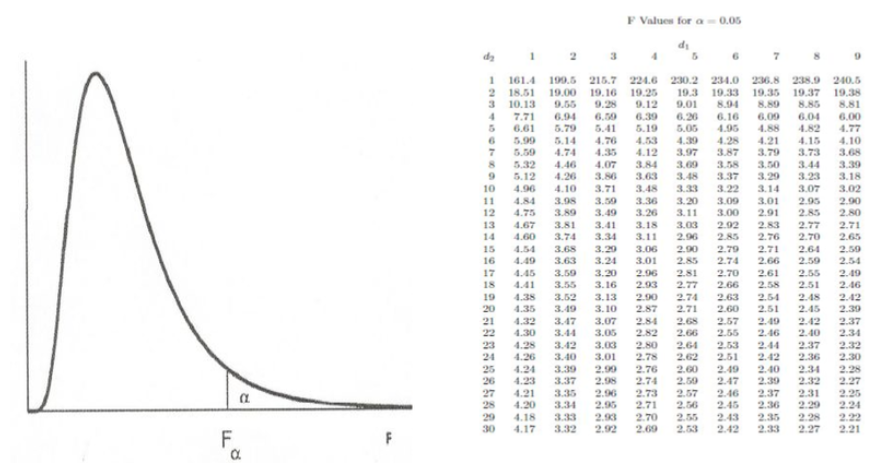 α
F
α
F
F Values for α = 0.05
d1
d2 1 2 3 4 5 6 7 8 9
1 161.4 199.5 215.7 224.6 230.2 234.0 236.8 238.9 240.5
2 18.51 19.00 19.16 19.25 19.3 19.33 19.35 19.37 19.38
3 10.13 9.55 9.28 9.12 9.01 8.94 8.89 8.85 8.81
4 7.71 6.94 6.59 6.39 6.26 6.16 6.09 6.04 6.00
5 6.61 5.79 5.41 5.19 5.05 4.95 4.88 4.82 4.77
6 5.99 5.14 4.76 4.53 4.39 4.28 4.21 4.15 4.10
7 5.59 4.74 4.35 4.12 3.97 3.87 3.79 3.73 3.68
8 5.32 4.46 4.07 3.84 3.69 3.58 3.50 3.44 3.39
9 5.12 4.26 3.86 3.63 3.48 3.37 3.29 3.23 3.18
10 4.96 4.10 3.71 3.48 3.33 3.22 3.14 3.07 3.02
11 4.84 3.98 3.59 3.36 3.20 3.09 3.01 2.95 2.90
12 4.75 3.89 3.49 3.26 3.11 3.00 2.91 2.85 2.80
13 4.67 3.81 3.41 3.18 3.03 2.92 2.83 2.77 2.71
14 4.60 3.74 3.34 3.11 2.96 2.85 2.76 2.70 2.65
15 4.54 3.68 3.29 3.06 2.90 2.79 2.71 2.64 2.59
16 4.49 3.63 3.24 3.01 2.85 2.74 2.66 2.59 2.54
17 4.45 3.59 3.20 2.96 2.81 2.70 2.61 2.55 2.49
18 4.41 3.55 3.16 2.93 2.77 2.66 2.58 2.51 2.46
19 4.38 3.52 3.13 2.90 2.74 2.63 2.54 2.48 2.42
20 4.35 3.49 3.10 2.87 2.71 2.60 2.51 2.45 2.39
21 4.32 3.47 3.07 2.84 2.68 2.57 2.49 2.42 2.37
22 4.30 3.44 3.05 2.82 2.66 2.55 2.46 2.40 2.34
23 4.28 3.42 3.03 2.80 2.64 2.53 2.44 2.37 2.32
24 4.26 3.40 3.01 2.78 2.62 2.51 2.42 2.36 2.30
25 4.24 3.39 2.99 2.76 2.60 2.49 2.40 2.34 2.28
26 4.23 3.37 2.98 2.74 2.59 2.47 2.39 2.32 2.27
27 4.21 3.35 2.96 2.73 2.57 2.46 2.37 2.31 2.25
28 4.20 3.34 2.95 2.71 2.56 2.45 2.36 2.29 2.24
29 4.18 3.33 2.93 2.70 2.55 2.43 2.35 2.28 2.22
30 4.17 3.32 2.92 2.69 2.53 2.42 2.33 2.27 2.21